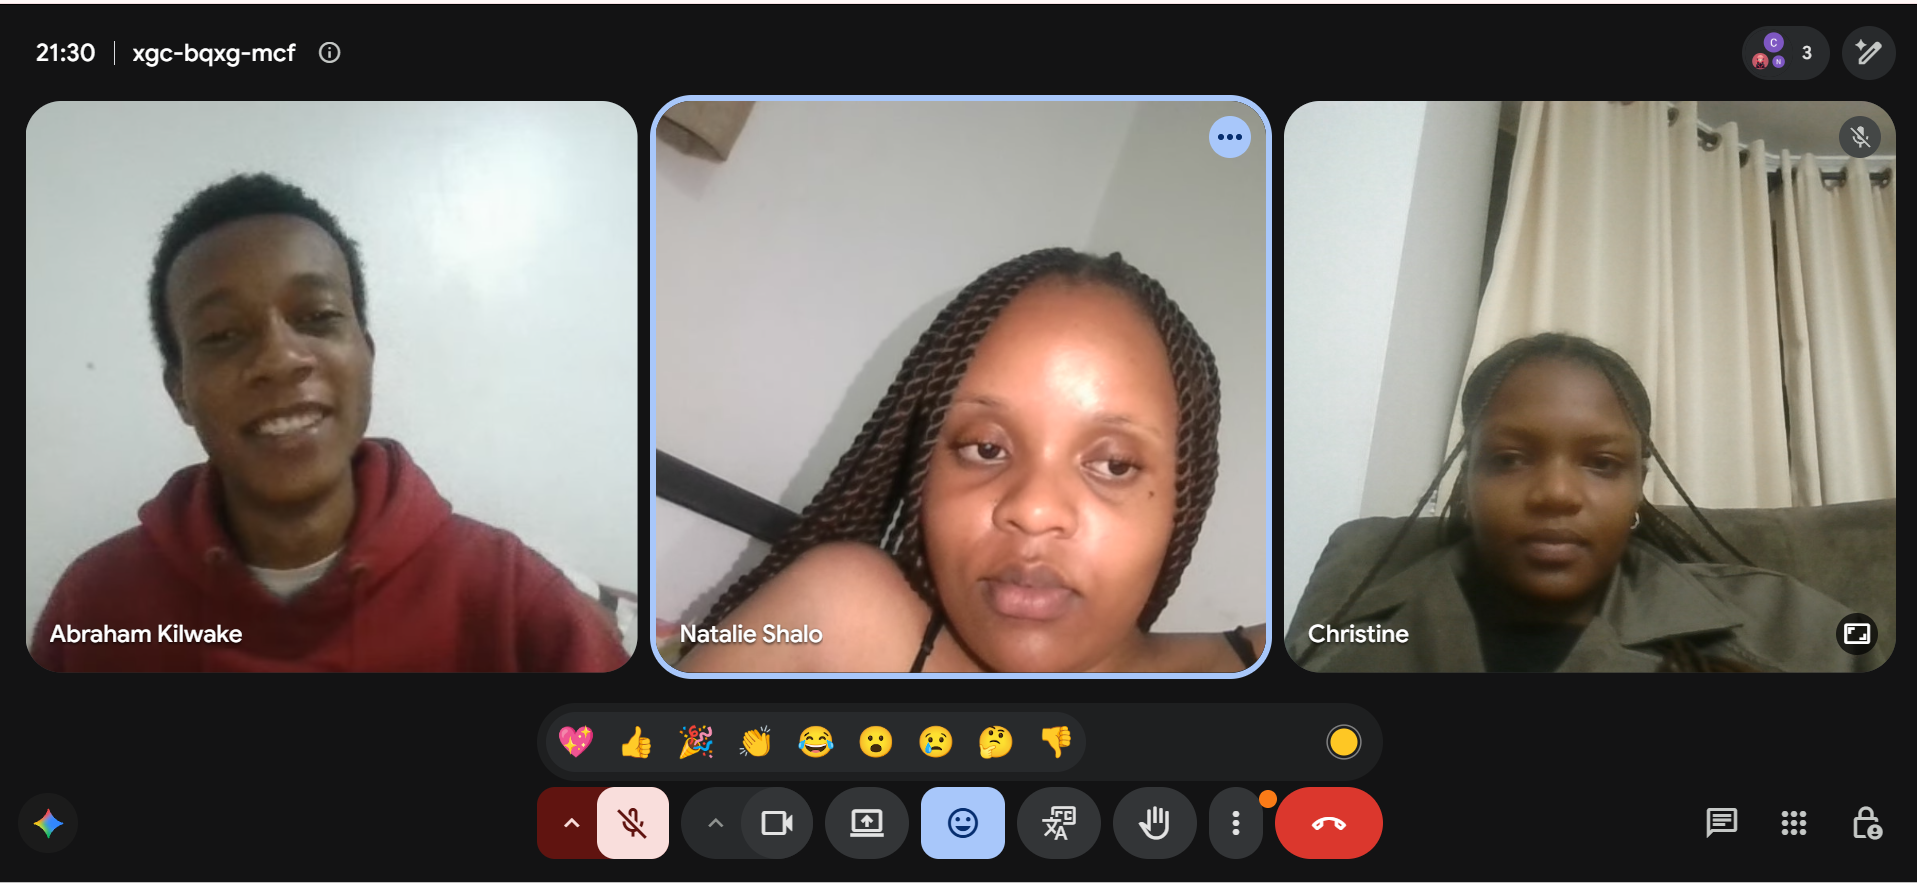 21:30 | xgc-bqxg-mcf
C
N
3
Abraham Kilwake
Natalie Shalo
Christine